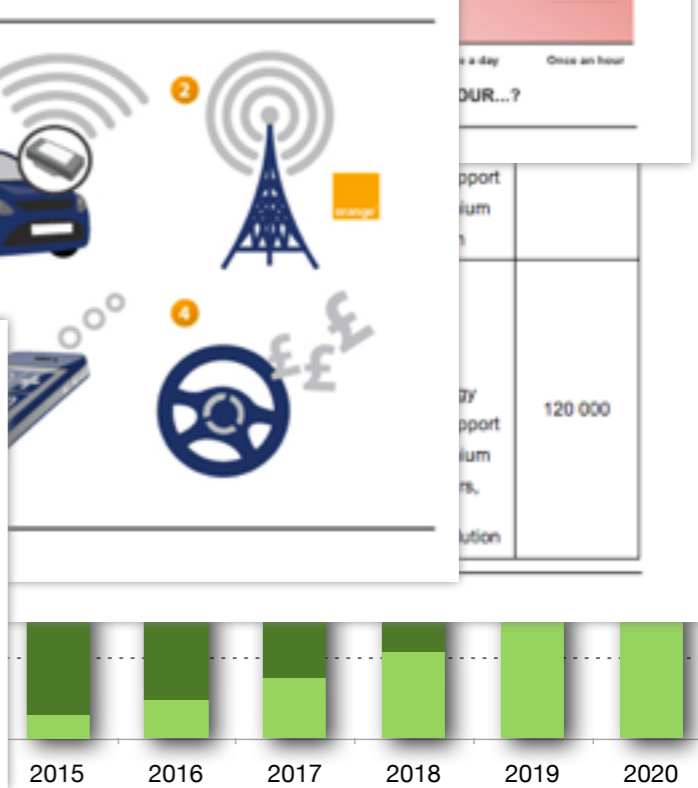 a day
Once an hour
OUR...?
2
orange
pport
ium
4
£
£
£
gy
120 000
pport
ium
rs,
ution
2015
2016
2017
2018
2019
2020